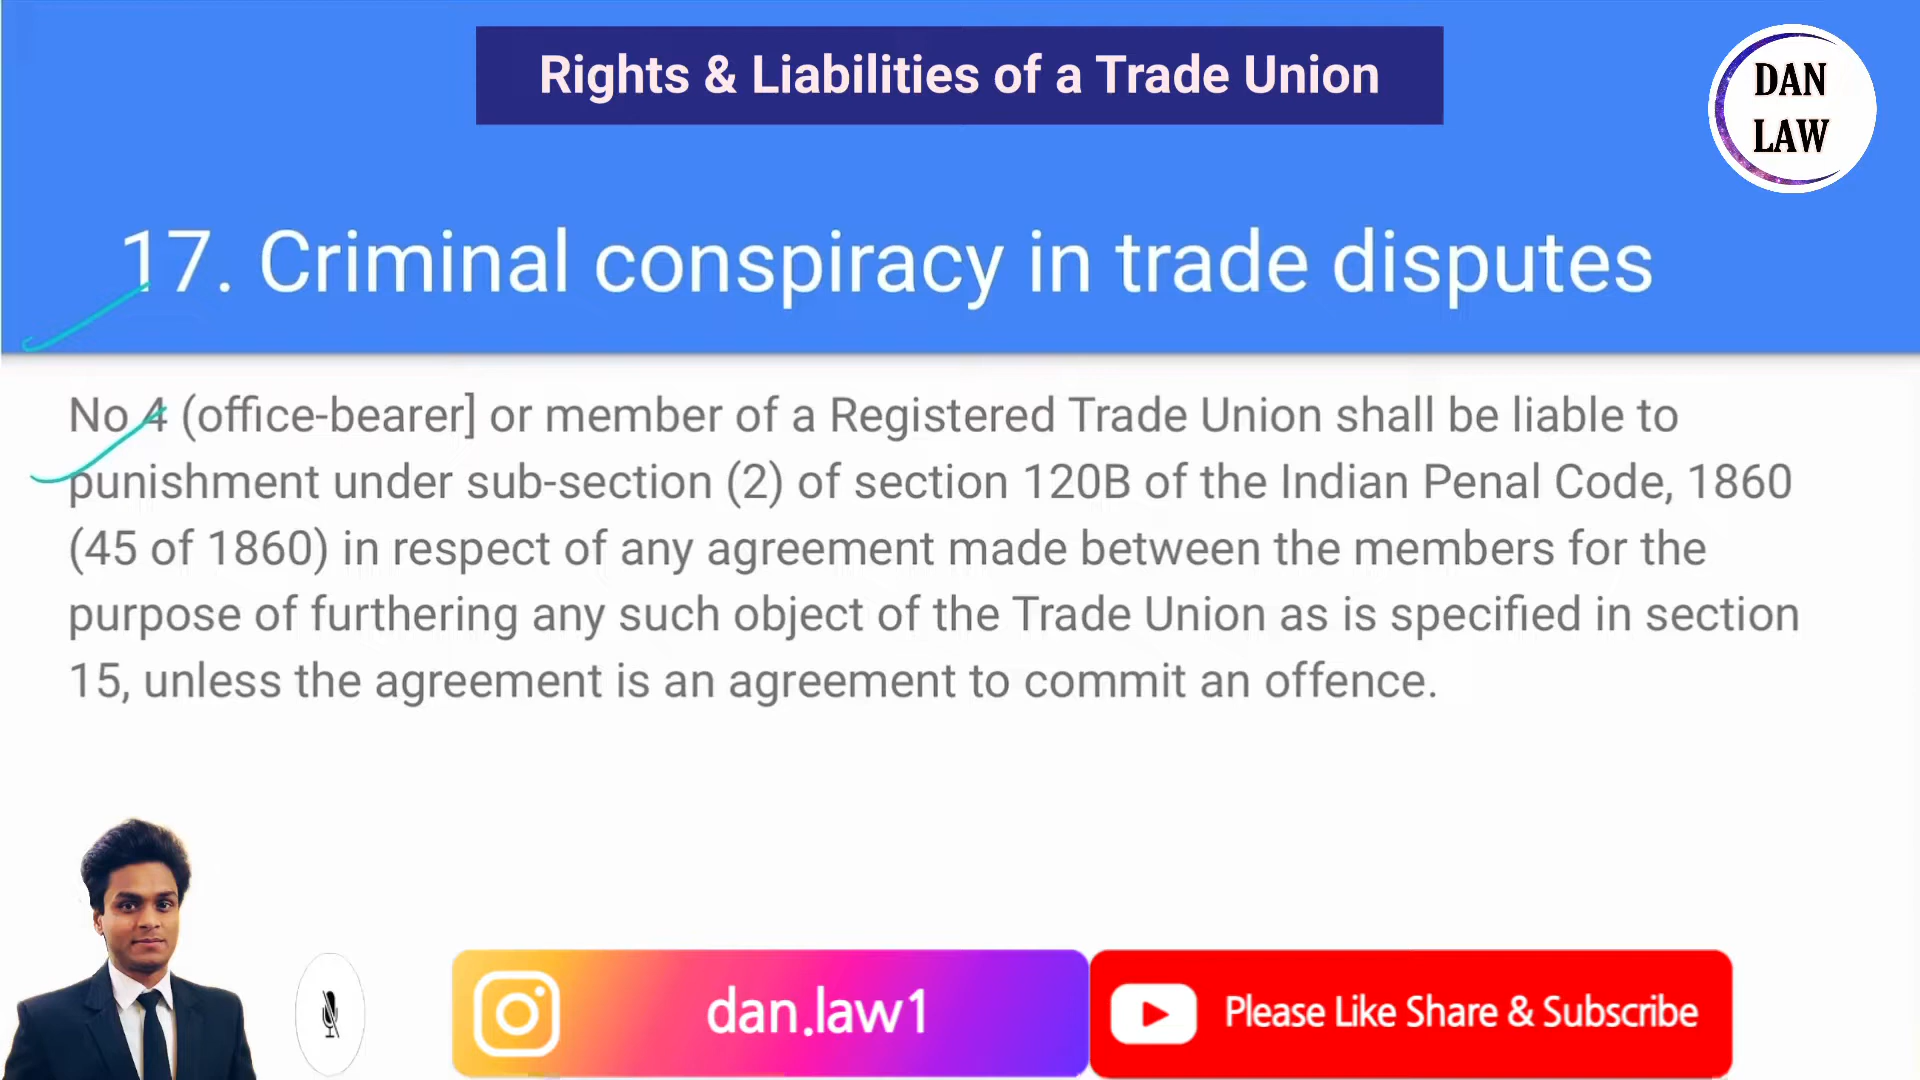 Rights & Liabilities of a Trade Union
DAN
LAW
17. Criminal conspiracy in trade disputes
No 4 (office-bearer] or member of a Registered Trade Union shall be liable to
punishment under sub-section (2) of section 120B of the Indian Penal Code, 1860
(45 of 1860) in respect of any agreement made between the members for the
purpose of furthering any such object of the Trade Union as is specified in section
15, unless the agreement is an agreement to commit an offence.
dan.law1
Please Like Share & Subscribe